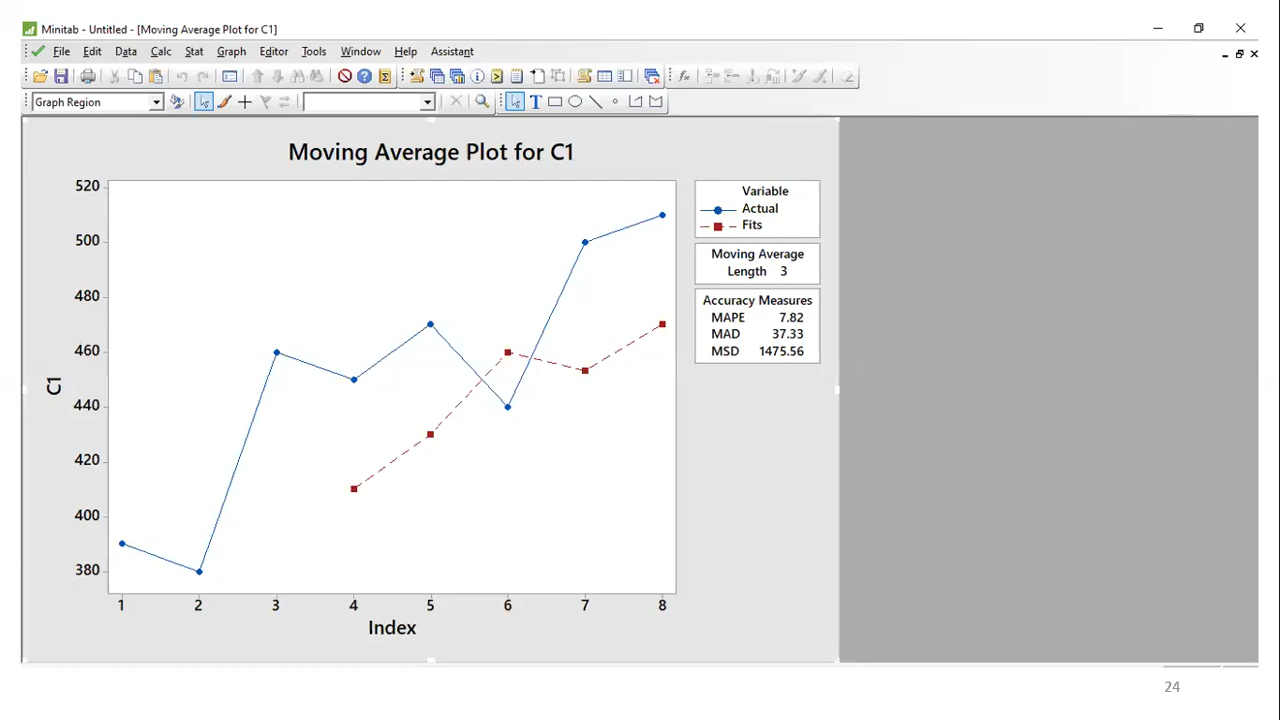 Minitab - Untitled - [Moving Average Plot for C1]
File Edit Data Calc Stat Graph Editor Tools Window Help Assistant
Graph Region
Moving Average Plot for C1
520
500
480
460
440
420
400
380
C1
1 2 3 4 5 6 7 8
Index
Variable
Actual
Fits
Moving Average
Length 3
Accuracy Measures
MAPE 7.82
MAD 37.33
MSD 1475.56
24